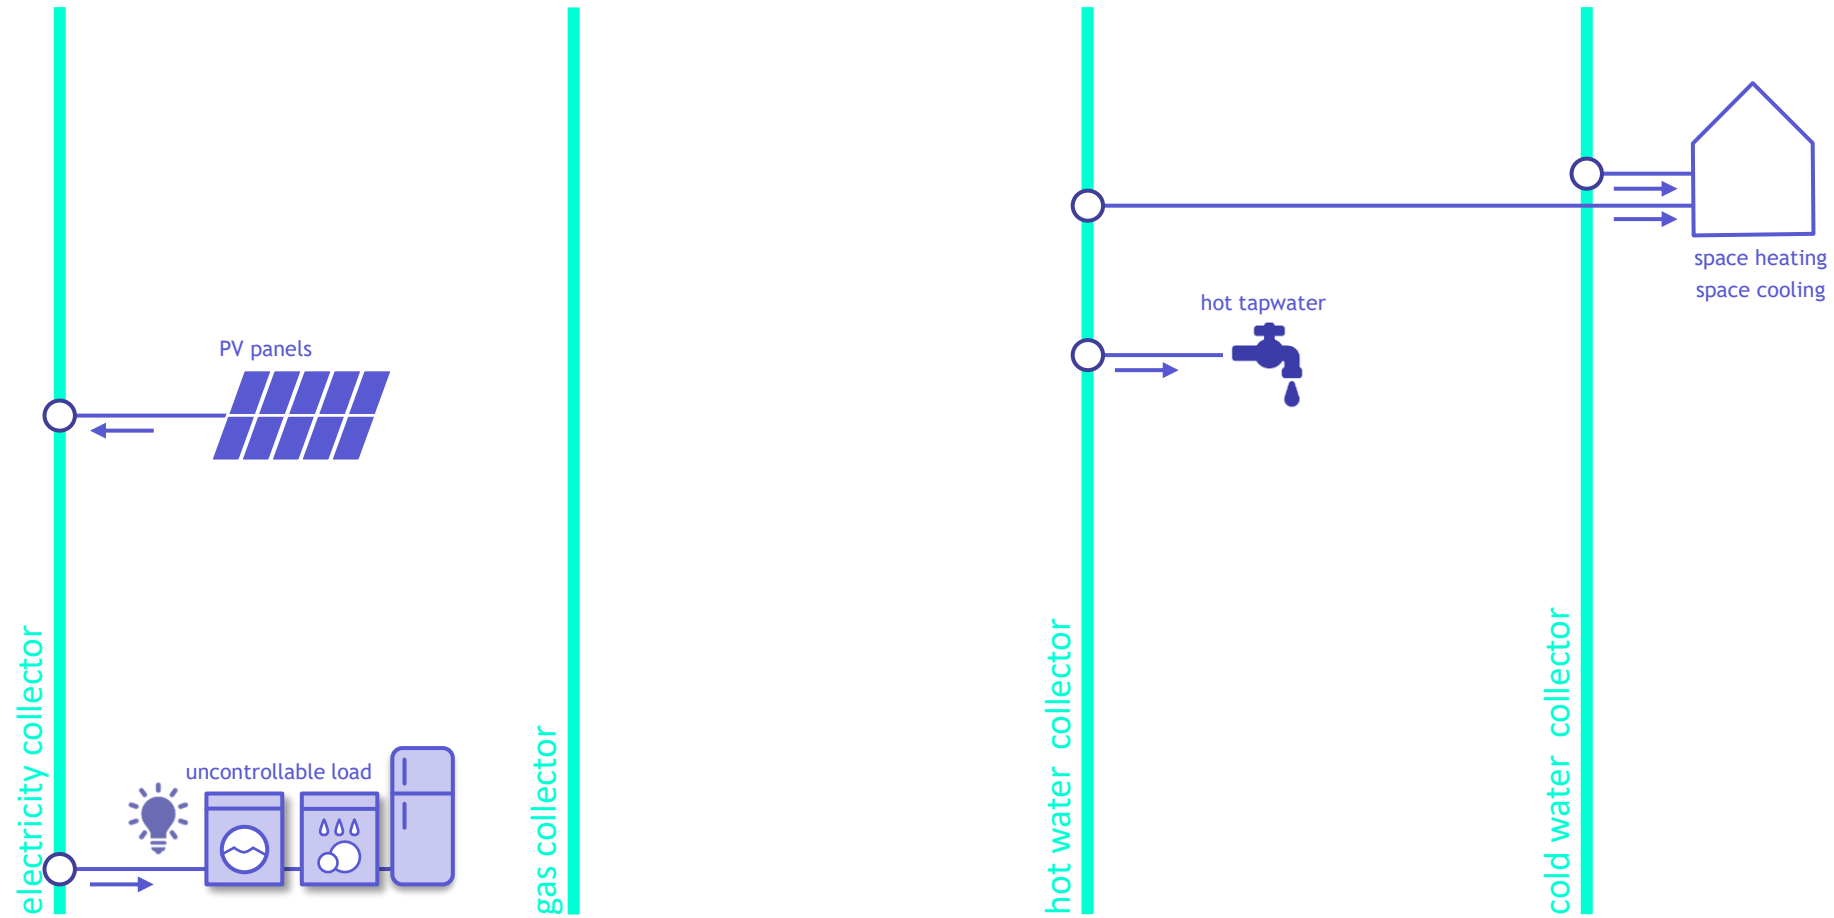 space heating
space cooling
hot tapwater
PV panels
uncontrollable load
electricity collector
gas collector
hot water collector
cold water collector